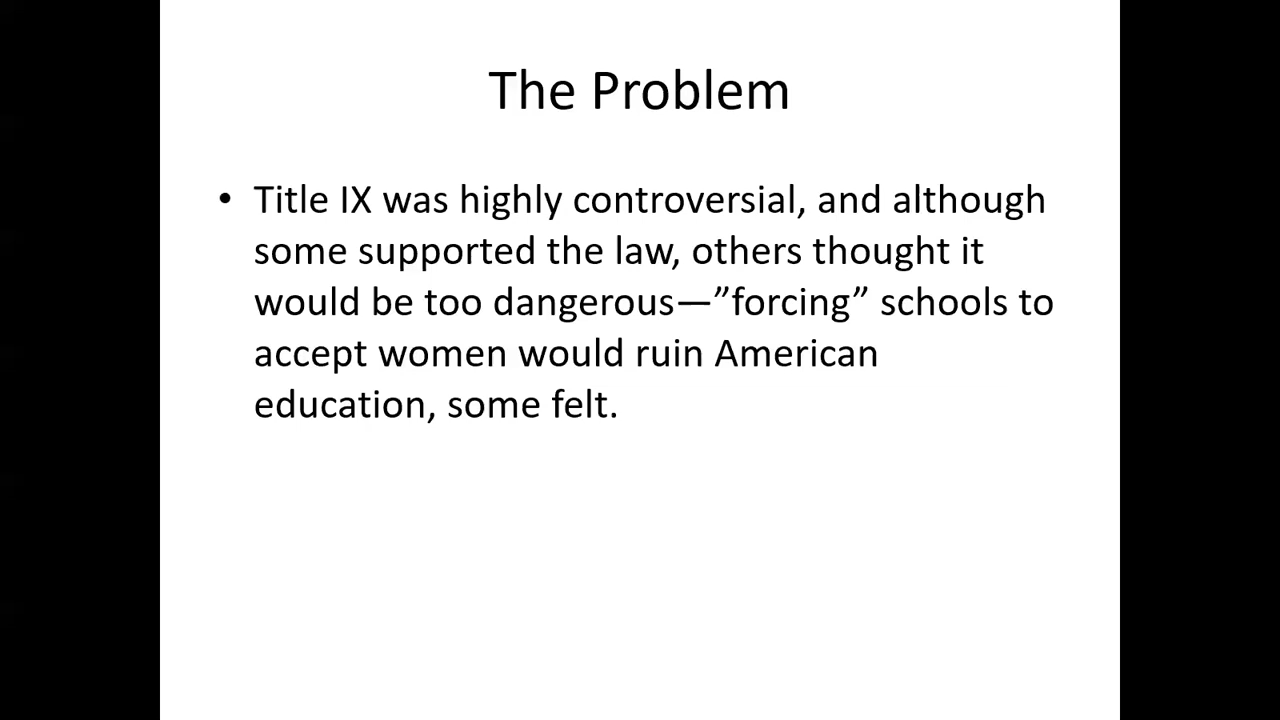 The Problem
• Title IX was highly controversial, and although
some supported the law, others thought it
would be too dangerous—”forcing” schools to
accept women would ruin American
education, some felt.